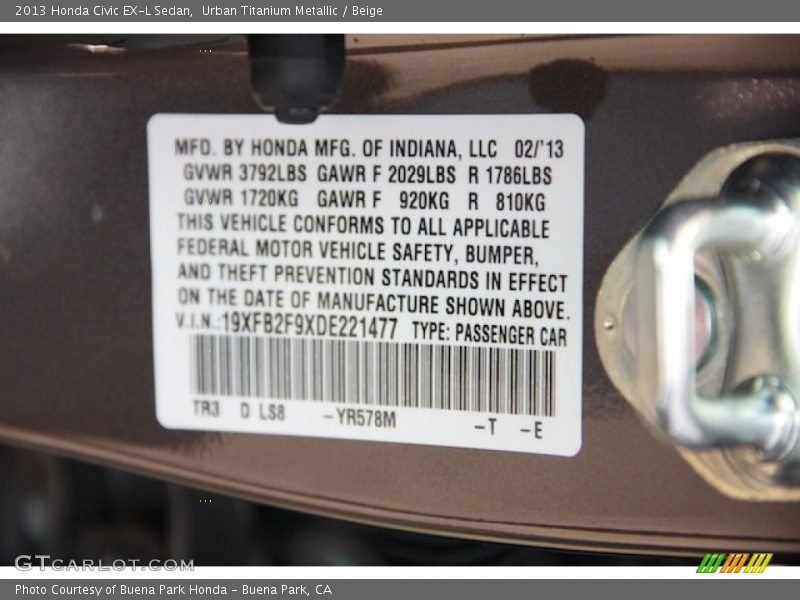 2013 Honda Civic EX-L Sedan, Urban Titanium Metallic / Beige
MFD. BY HONDA MFG. OF INDIANA, LLC 02/'13
GVWR 3792LBS GAWR F 2029LBS R 1786LBS
GVWR 1720KG GAWR F 920KG R 810KG
THIS VEHICLE CONFORMS TO ALL APPLICABLE
FEDERAL MOTOR VEHICLE SAFETY, BUMPER,
AND THEFT PREVENTION STANDARDS IN EFFECT
ON THE DATE OF MANUFACTURE SHOWN ABOVE.
V.I.N.:19XFB2F9XDE221477 TYPE: PASSENGER CAR
TR3 D LS8 -YR578M -T -E
GTCARLOT.COM
Photo Courtesy of Buena Park Honda - Buena Park, CA